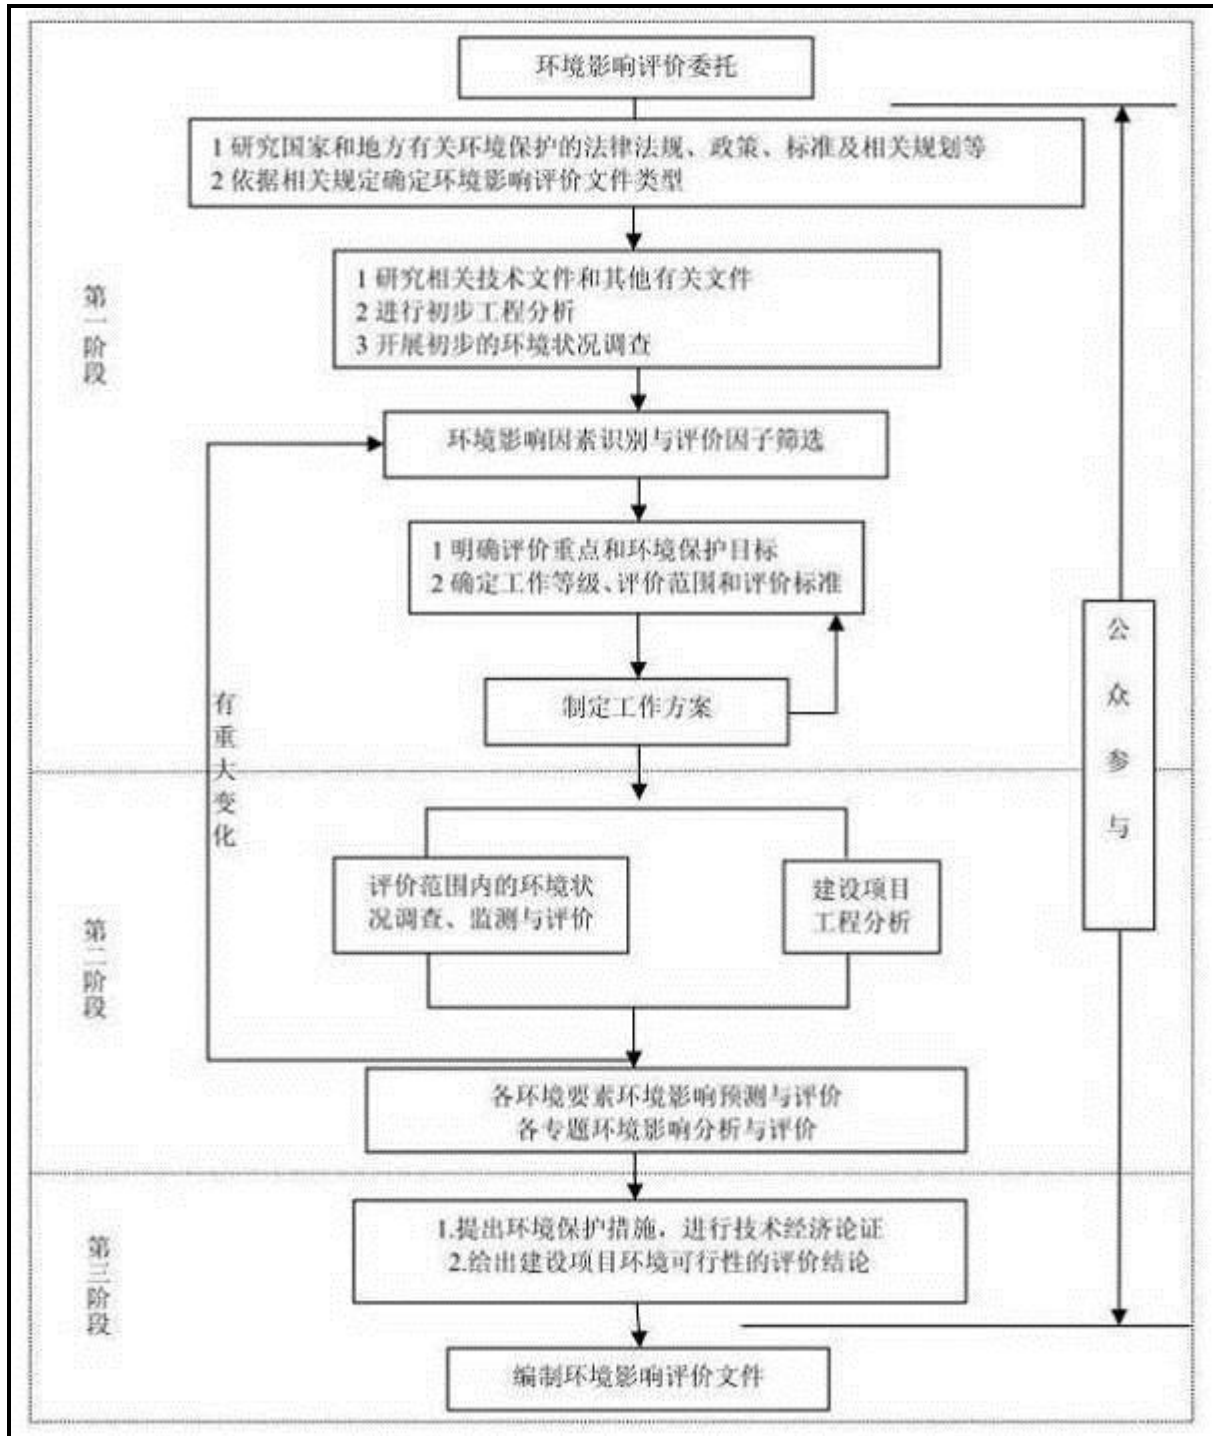 环境影响评价委托
1 研究国家和地方有关环境保护的法律法规、政策、标准及相关规划等
2 依据相关规定确定环境影响评价文件类型
1 研究相关技术文件和其他有关文件
2 进行初步工程分析
3 开展初步的环境状况调查
第一阶段
环境影响因素识别与评价因子筛选
1 明确评价重点和环境保护目标
2 确定工作等级、评价范围和评价标准
公众参与
制定工作方案
有重大变化
评价范围内的环境状
况调查、监测与评价
建设项目
工程分析
第二阶段
各环境要素环境影响预测与评价
各专题环境影响分析与评价
1.提出环境保护措施，进行技术经济论证
2.给出建设项目环境可行性的评价结论
第三阶段
编制环境影响评价文件